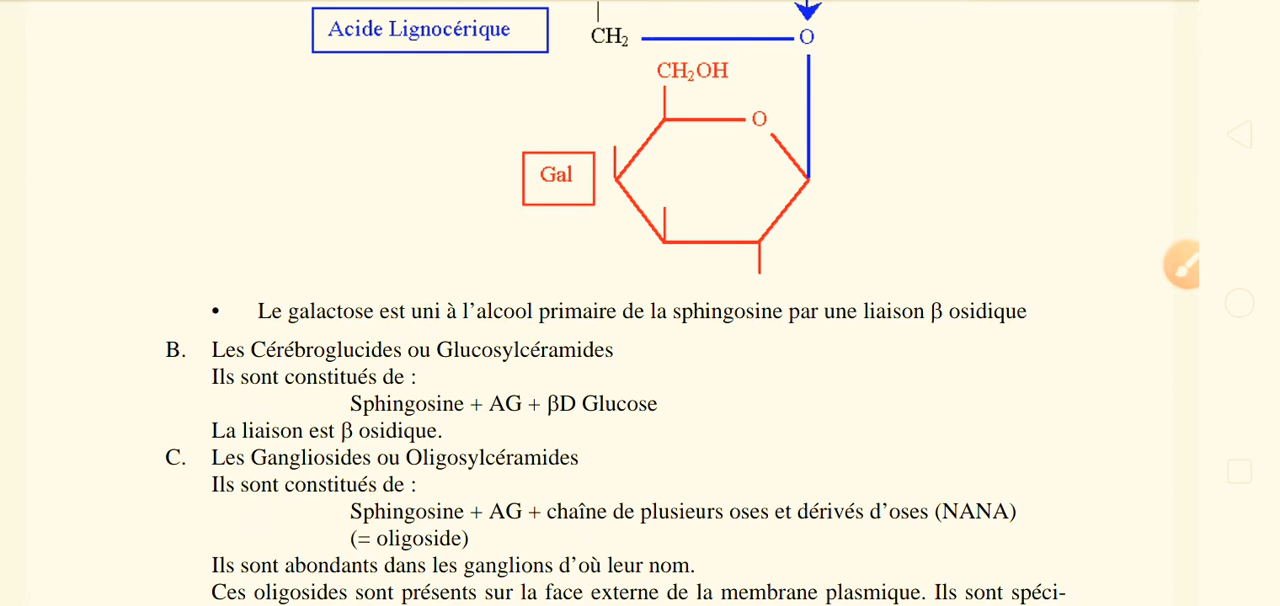 Acide Lignocérique
CH₂
O
CH₂OH
O
Gal
• Le galactose est uni à l’alcool primaire de la sphingosine par une liaison β osidique
B. Les Cérébroglucides ou Glucosylcéramides
Ils sont constitués de :
Sphingosine + AG + βD Glucose
La liaison est β osidique.
C. Les Gangliosides ou Oligosylcéramides
Ils sont constitués de :
Sphingosine + AG + chaîne de plusieurs oses et dérivés d’oses (NANA)
(= oligoside)
Ils sont abondants dans les ganglions d’où leur nom.
Ces oligosides sont présents sur la face externe de la membrane plasmique. Ils sont spéci-